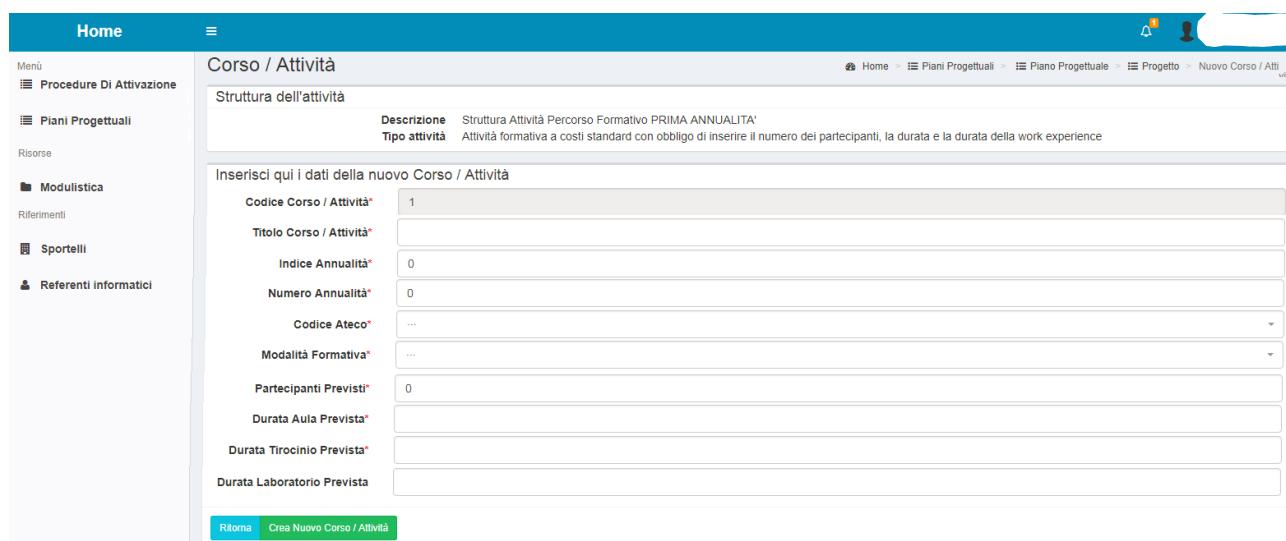 Home
1
Menù
Procedure Di Attivazione
Piani Progettuali
Risorse
Modulistica
Riferimenti
Sportelli
Referenti informatici
Corso / Attività
Home > Piani Progettuali > Piano Progettuale > Progetto > Nuovo Corso / Atti
Struttura dell'attività
Descrizione Struttura Attività Percorso Formativo PRIMA ANNUALITA'
Tipo attività Attività formativa a costi standard con obbligo di inserire il numero dei partecipanti, la durata e la durata della work experience
Inserisci qui i dati della nuovo Corso / Attività
Codice Corso / Attività* 1
Titolo Corso / Attività*
Indice Annualità* 0
Numero Annualità* 0
Codice Ateco* ...
Modalità Formativa* ...
Partecipanti Previsti* 0
Durata Aula Prevista*
Durata Tirocinio Prevista*
Durata Laboratorio Prevista
Ritorna Crea Nuovo Corso / Attività